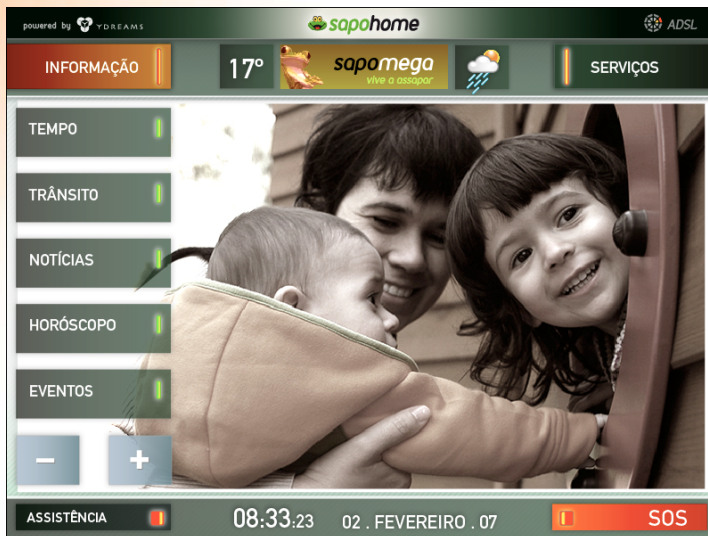 powered by YDREAMS
sapohome
ADSL
INFORMAÇÃO
17º
sapomega
vive a assapar
SERVIÇOS
TEMPO
TRÂNSITO
NOTÍCIAS
HORÓSCOPO
EVENTOS
- +
ASSISTÊNCIA
08:33:23
02 . FEVEREIRO . 07
SOS